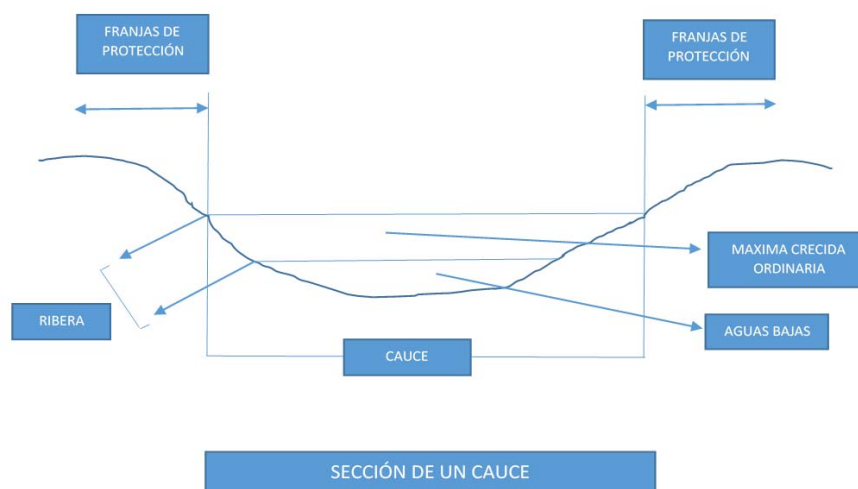 FRANJAS DE
PROTECCIÓN
FRANJAS DE
PROTECCIÓN
MAXIMA CRECIDA
ORDINARIA
RIBERA
AGUAS BAJAS
CAUCE
SECCIÓN DE UN CAUCE